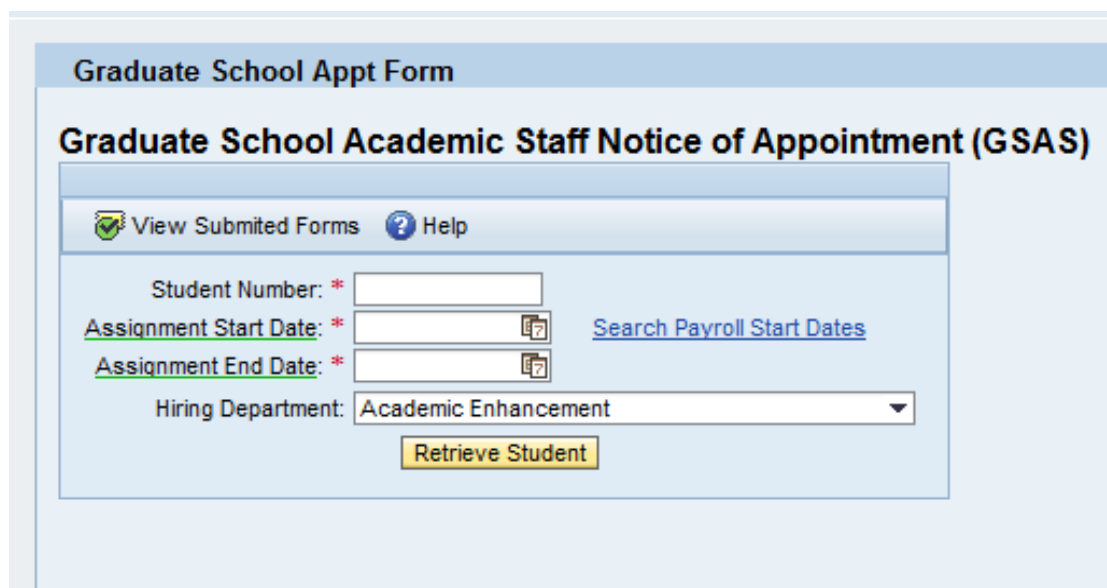 Graduate School Appt Form
Graduate School Academic Staff Notice of Appointment (GSAS)
View Submited Forms Help
Student Number: *
Assignment Start Date: * Search Payroll Start Dates
Assignment End Date: *
Hiring Department: Academic Enhancement
Retrieve Student